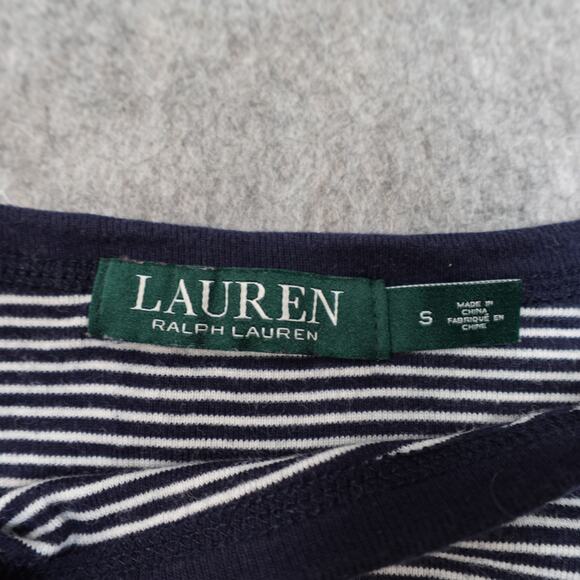 LAUREN
RALPH LAUREN
S
MADE IN
CHINA
FABRIQUÉ EN
CHINE